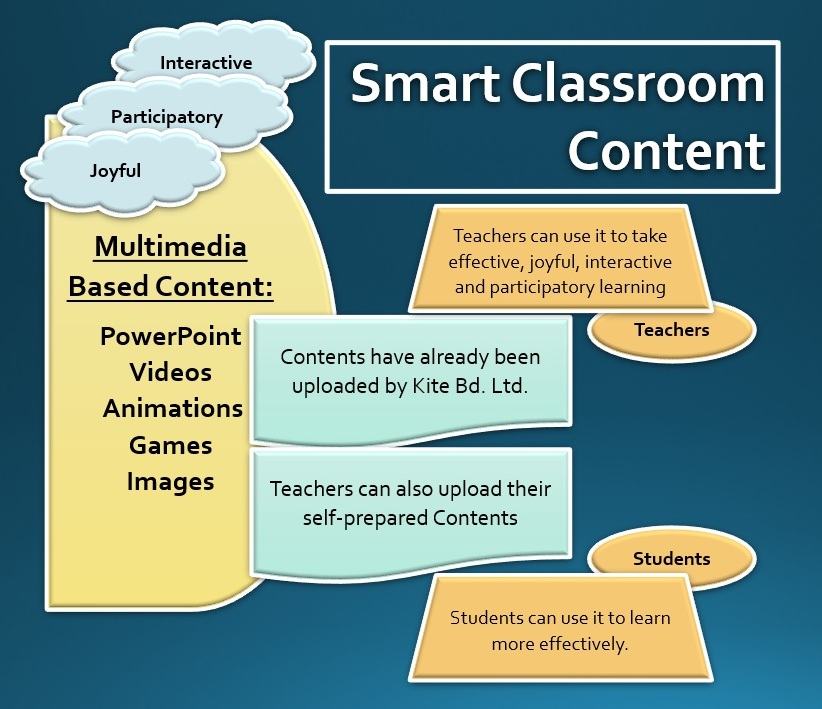 Smart Classroom
Content
Interactive
Participatory
Joyful
Multimedia
Based Content:
PowerPoint
Videos
Animations
Games
Images
Contents have already been
uploaded by Kite Bd. Ltd.
Teachers can also upload their
self-prepared Contents
Teachers can use it to take
effective, joyful, interactive
and participatory learning
Teachers
Students
Students can use it to learn
more effectively.